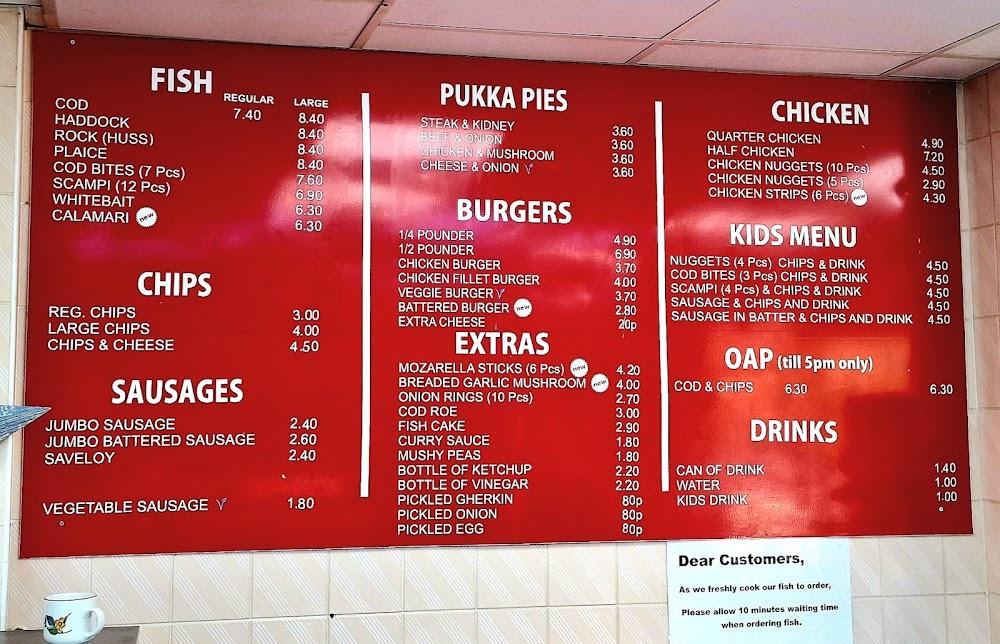 FISH
REGULAR LARGE
COD 7.40 8.40
HADDOCK 8.40
ROCK (HUSS) 8.40
PLAICE 8.40
COD BITES (7 Pcs) 7.60
SCAMPI (12 Pcs) 6.90
WHITEBAIT 6.30
CALAMARI new 6.30
CHIPS
REG. CHIPS 3.00
LARGE CHIPS 4.00
CHIPS & CHEESE 4.50
SAUSAGES
JUMBO SAUSAGE 2.40
JUMBO BATTERED SAUSAGE 2.60
SAVELOY 2.40
VEGETABLE SAUSAGE V 1.80
PUKKA PIES
STEAK & KIDNEY 3.60
BEEF & ONION 3.60
CHICKEN & MUSHROOM 3.60
CHEESE & ONION V 3.60
BURGERS
1/4 POUNDER 4.90
1/2 POUNDER 6.90
CHICKEN BURGER 3.70
CHICKEN FILLET BURGER 4.00
VEGGIE BURGER V 3.70
BATTERED BURGER new 2.80
EXTRA CHEESE 20p
EXTRAS
MOZARELLA STICKS (6 Pcs) new 4.20
BREADED GARLIC MUSHROOM new 4.00
ONION RINGS (10 Pcs) 2.70
COD ROE 3.00
FISH CAKE 2.90
CURRY SAUCE 1.80
MUSHY PEAS 1.80
BOTTLE OF KETCHUP 2.20
BOTTLE OF VINEGAR 2.20
PICKLED GHERKIN 80p
PICKLED ONION 80p
PICKLED EGG 80p
CHICKEN
QUARTER CHICKEN 4.90
HALF CHICKEN 7.20
CHICKEN NUGGETS (10 Pcs) 4.50
CHICKEN NUGGETS (5 Pcs) 2.90
CHICKEN STRIPS (6 Pcs) new 4.30
KIDS MENU
NUGGETS (4 Pcs) CHIPS & DRINK 4.50
COD BITES (3 Pcs) CHIPS & DRINK 4.50
SCAMPI (4 Pcs) & CHIPS & DRINK 4.50
SAUSAGE & CHIPS AND DRINK 4.50
SAUSAGE IN BATTER & CHIPS AND DRINK 4.50
OAP (till 5pm only)
COD & CHIPS 6.30 6.30
DRINKS
CAN OF DRINK 1.40
WATER 1.00
KIDS DRINK 1.00
Dear Customers,
As we freshly cook our fish to order,
Please allow 10 minutes waiting time
when ordering fish.